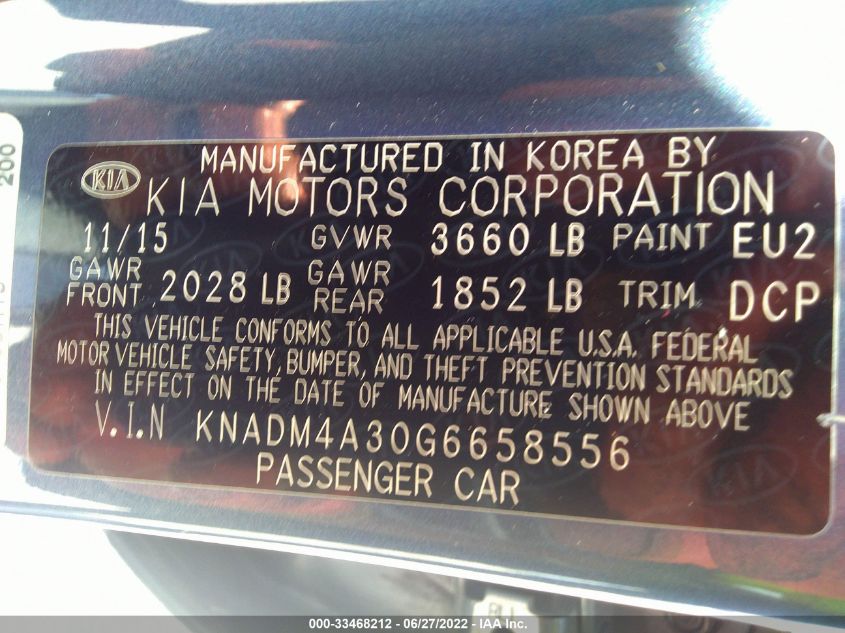 200
MANUFACTURED IN KOREA BY
KIA KIA MOTORS CORPORATION
11/15 GVWR 3660 LB PAINT EU2
GAWR FRONT 2028 LB GAWR REAR 1852 LB TRIM DCP
THIS VEHICLE CONFORMS TO ALL APPLICABLE U.S.A. FEDERAL
MOTOR VEHICLE SAFETY, BUMPER, AND THEFT PREVENTION STANDARDS
IN EFFECT ON THE DATE OF MANUFACTURE SHOWN ABOVE
V.I.N KNADM4A30G6658556
PASSENGER CAR
000-33468212 - 06/27/2022 - IAA Inc.